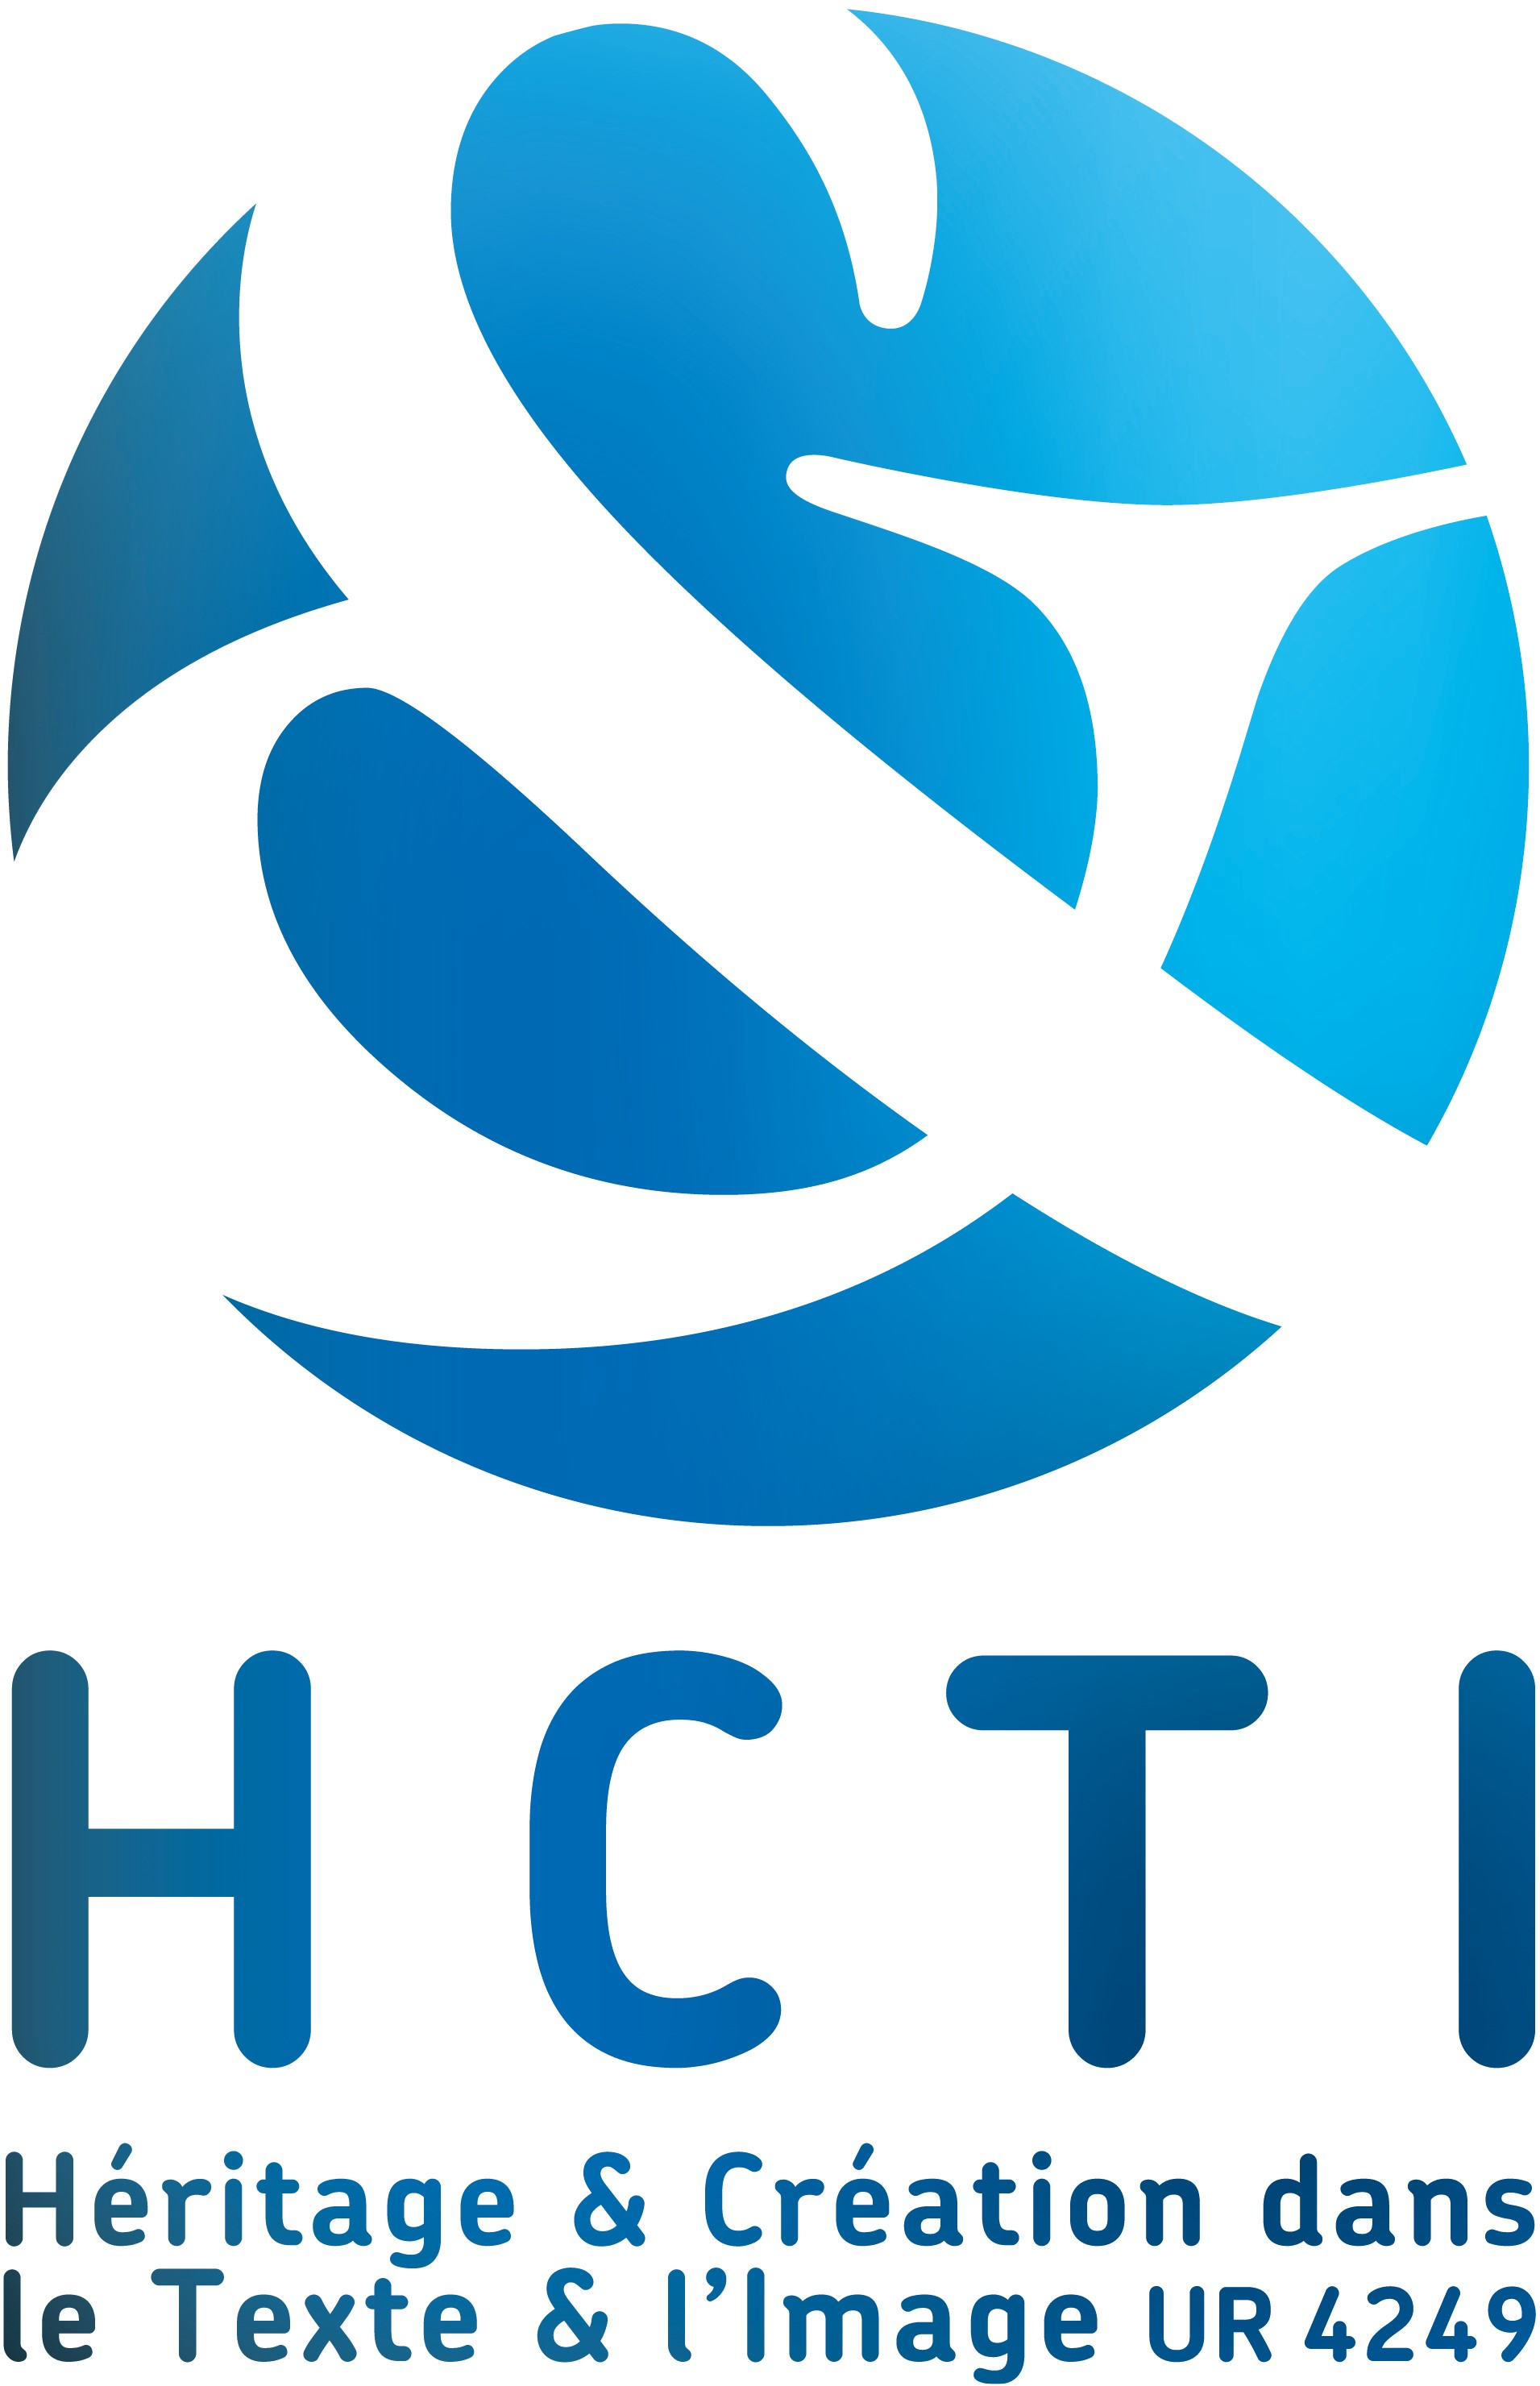 HCTI
Héritage & Création dans
le Texte & l'Image UR 4249